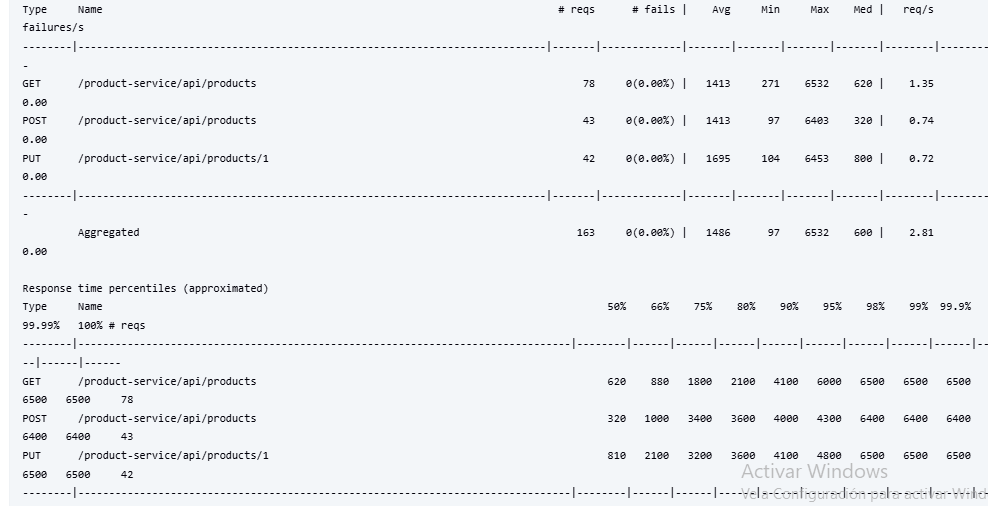 Type     Name                                                                          # reqs      # fails |    Avg     Min     Max    Med |   req/s
failures/s
--------|----------------------------------------------------------------------------|-------|-------------|-------|-------|-------|-------|--------|-------
-
GET      /product-service/api/products                                                     78     0(0.00%) |   1413     271    6532    620 |    1.35
0.00
POST     /product-service/api/products                                                     43     0(0.00%) |   1413      97    6403    320 |    0.74
0.00
PUT      /product-service/api/products/1                                                   42     0(0.00%) |   1695     104    6453    800 |    0.72
0.00
--------|----------------------------------------------------------------------------|-------|-------------|-------|-------|-------|-------|--------|-------
-
         Aggregated                                                                       163     0(0.00%) |   1486      97    6532    600 |    2.81
0.00
Response time percentiles (approximated)
Type     Name                                                                                  50%    66%    75%    80%    90%    95%    98%    99%  99.9%
99.99%   100% # reqs
--------|--------------------------------------------------------------------------------|--------|------|------|------|------|------|------|------|--
--|------|------
GET      /product-service/api/products                                                         620    880   1800   2100   4100   6000   6500   6500   6500
6500   6500     78
POST     /product-service/api/products                                                         320   1000   3400   3600   4000   4300   6400   6400   6400
6400   6400     43
PUT      /product-service/api/products/1                                                       810   2100   3200   3600   4100   4800   6500   6500   6500
6500   6500     42
Activar Windows
--------|--------------------------------------------------------------------------------|--------|------|------|------|------|------|------|------|--
Ve a Configuración para activar Wind